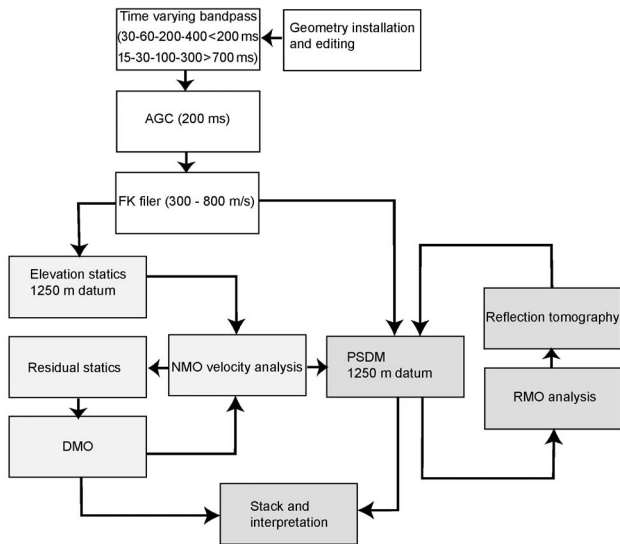 Time varying bandpass
(30-60-200-400<200 ms
15-30-100-300>700 ms)
Geometry installation
and editing
AGC (200 ms)
FK filer (300 - 800 m/s)
Elevation statics
1250 m datum
Reflection tomography
Residual statics
NMO velocity analysis
PSDM
1250 m datum
RMO analysis
DMO
Stack and
interpretation